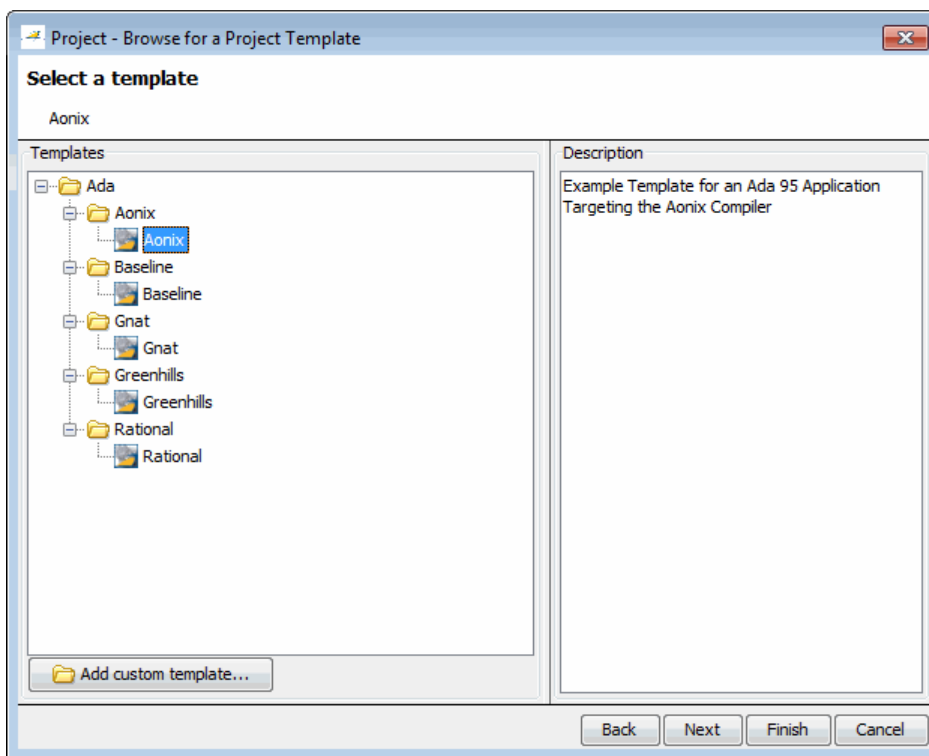 Project - Browse for a Project Template
Select a template
Aonix
Templates
Ada
Aonix
Aonix
Baseline
Baseline
Gnat
Gnat
Greenhills
Greenhills
Rational
Rational
Add custom template...
Description
Example Template for an Ada 95 Application
Targeting the Aonix Compiler
Back
Next
Finish
Cancel